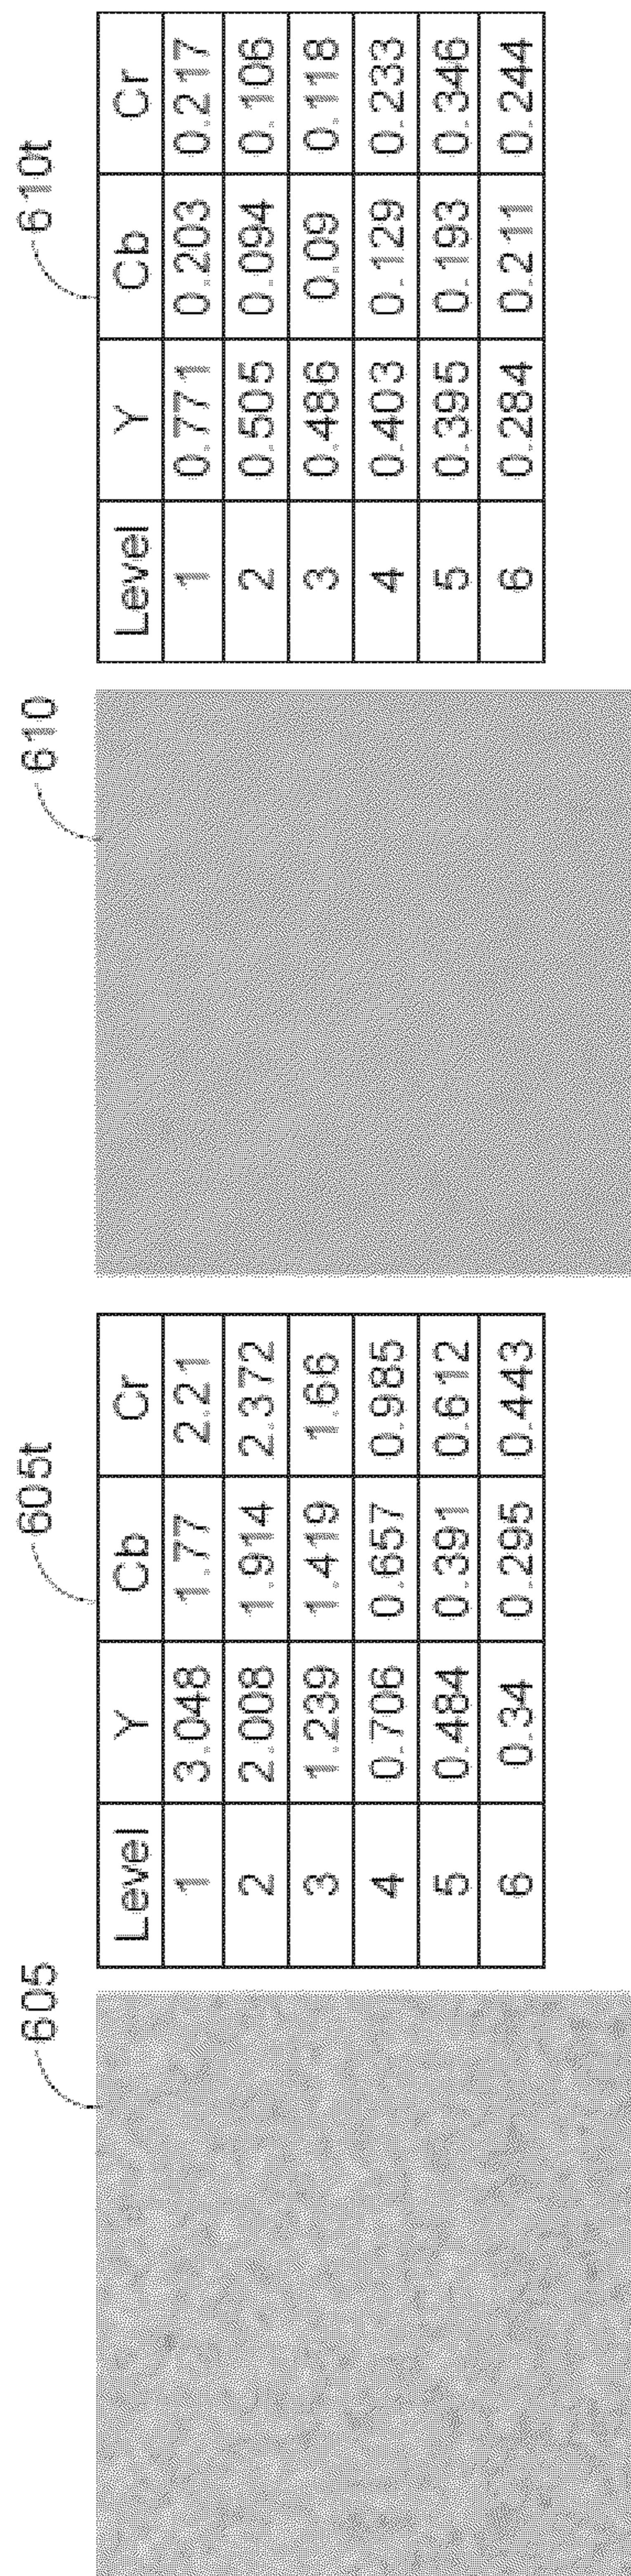 605
605t
Level Y Cb Cr
1 3.048 1.77 2.21
2 2.008 1.914 2.372
3 1.239 1.419 1.66
4 0.706 0.657 0.985
5 0.484 0.391 0.612
6 0.34 0.295 0.443
610
610t
Level Y Cb Cr
1 0.771 0.203 0.217
2 0.505 0.094 0.106
3 0.486 0.09 0.118
4 0.403 0.129 0.233
5 0.395 0.193 0.346
6 0.284 0.211 0.244